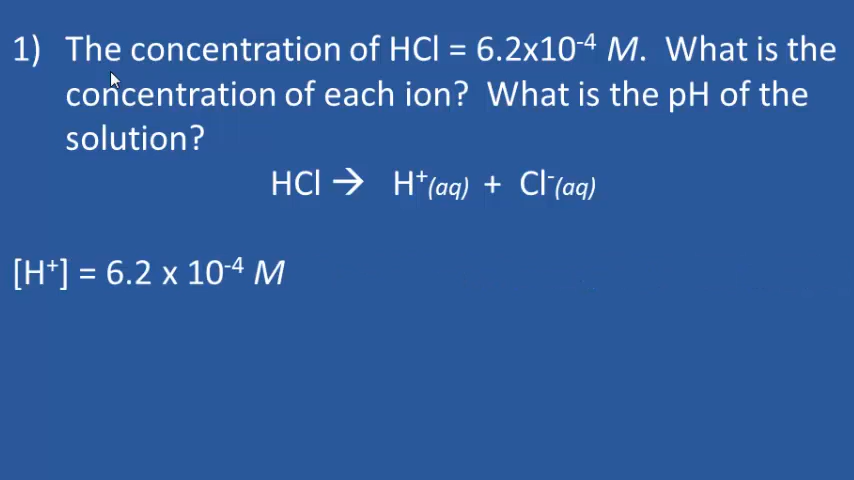 1) The concentration of HCl = 6.2x10⁻⁴ M. What is the
concentration of each ion? What is the pH of the
solution?
HCl → H⁺(aq) + Cl⁻(aq)
[H⁺] = 6.2 x 10⁻⁴ M